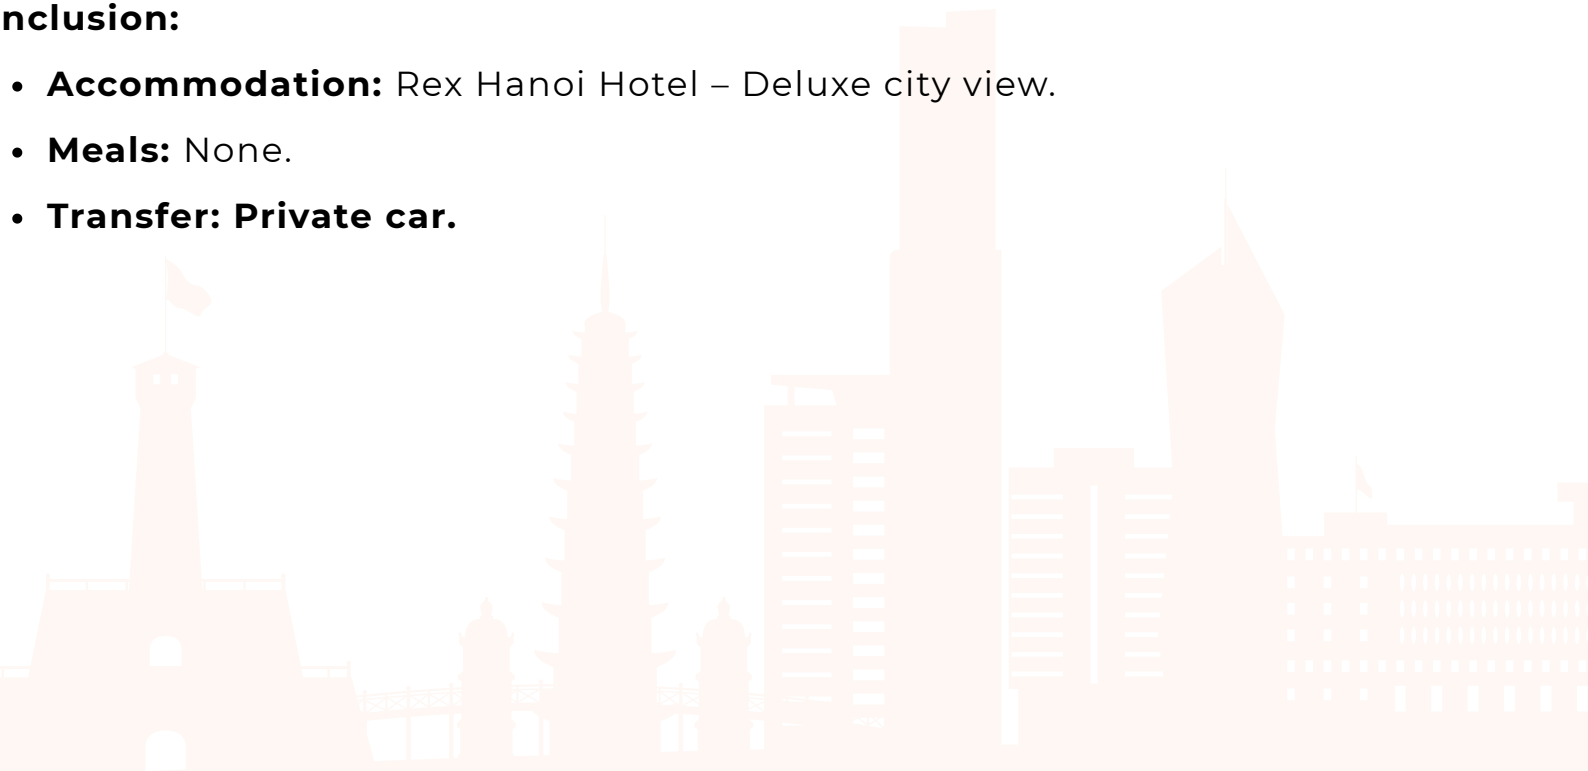 nclusion:
• Accommodation: Rex Hanoi Hotel – Deluxe city view.
• Meals: None.
• Transfer: Private car.